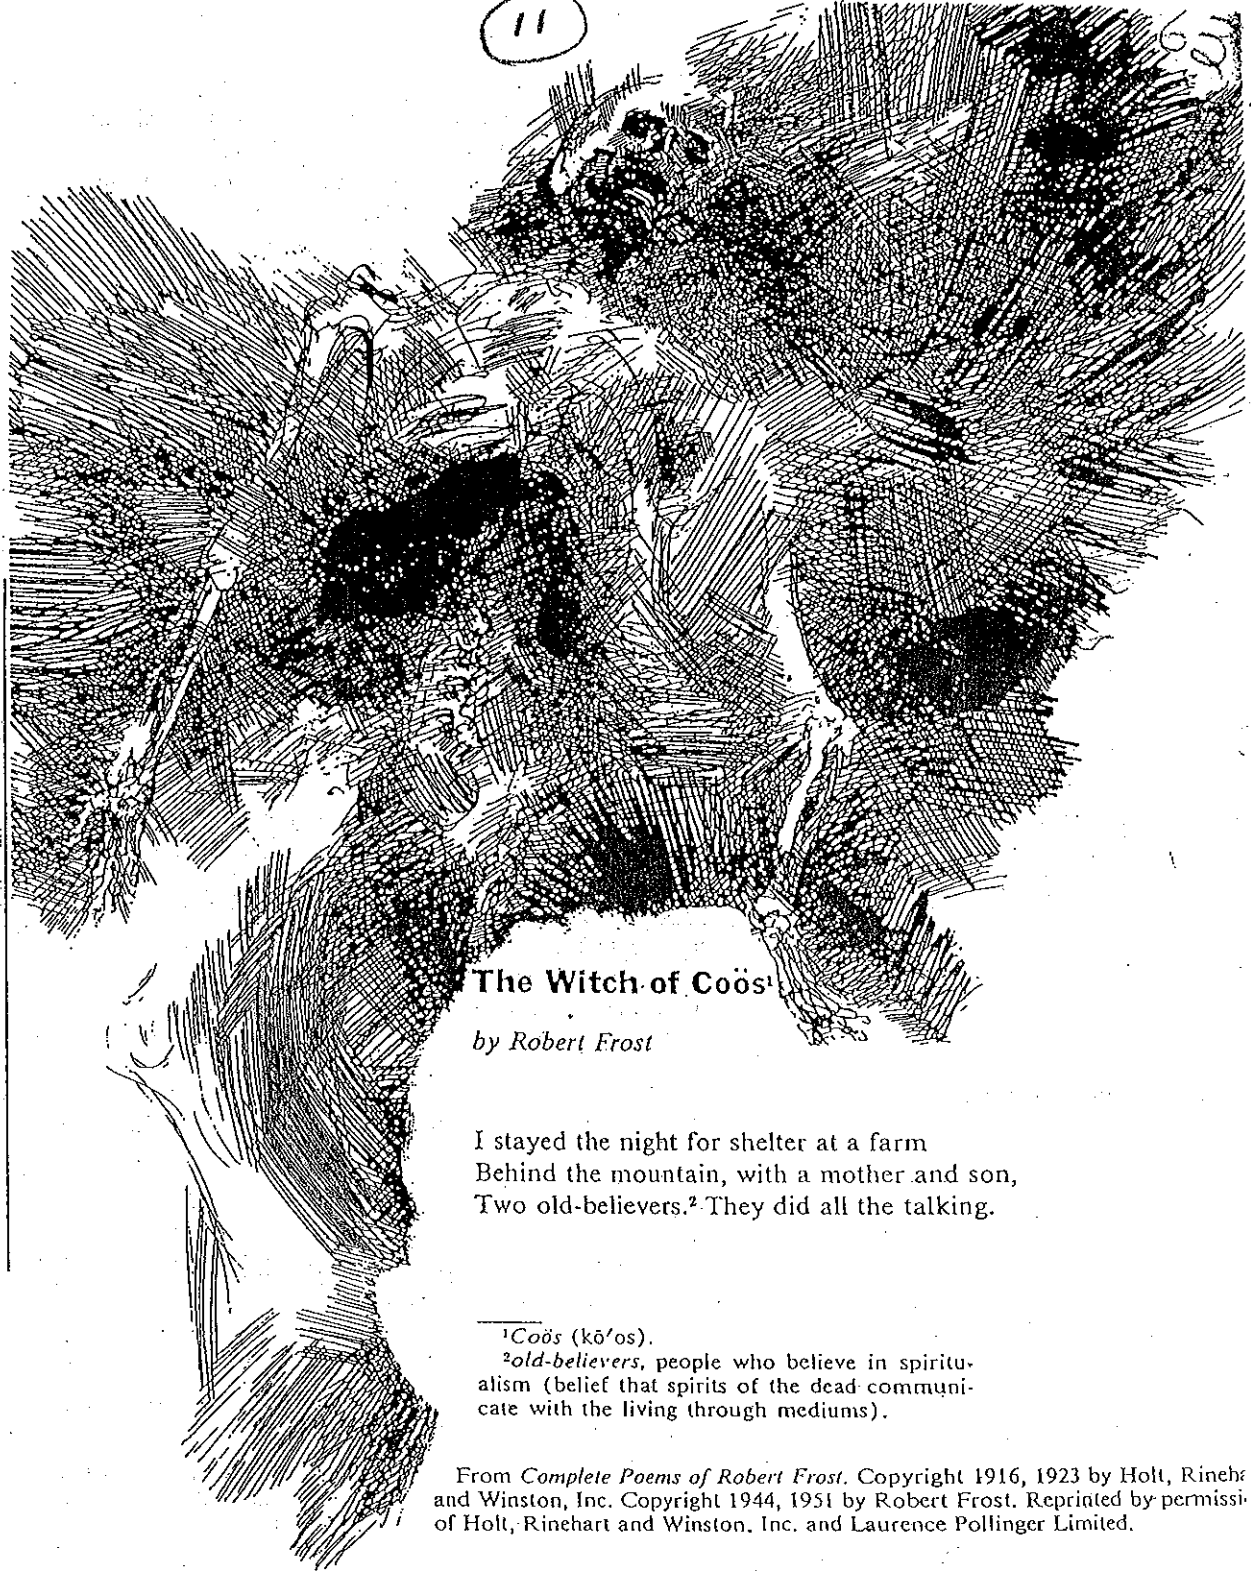 11
The Witch of Coös¹
by Robert Frost
I stayed the night for shelter at a farm
Behind the mountain, with a mother and son,
Two old-believers.² They did all the talking.
¹Coös (kō′os).
²old-believers, people who believe in spiritu-
alism (belief that spirits of the dead communi-
cate with the living through mediums).
From Complete Poems of Robert Frost. Copyright 1916, 1923 by Holt,
and Winston, Inc. Copyright 1944, 1951 by Robert Frost. Reprinted by
of Holt, Rinehart and Winston, Inc. and Laurence Pollinger Limited.